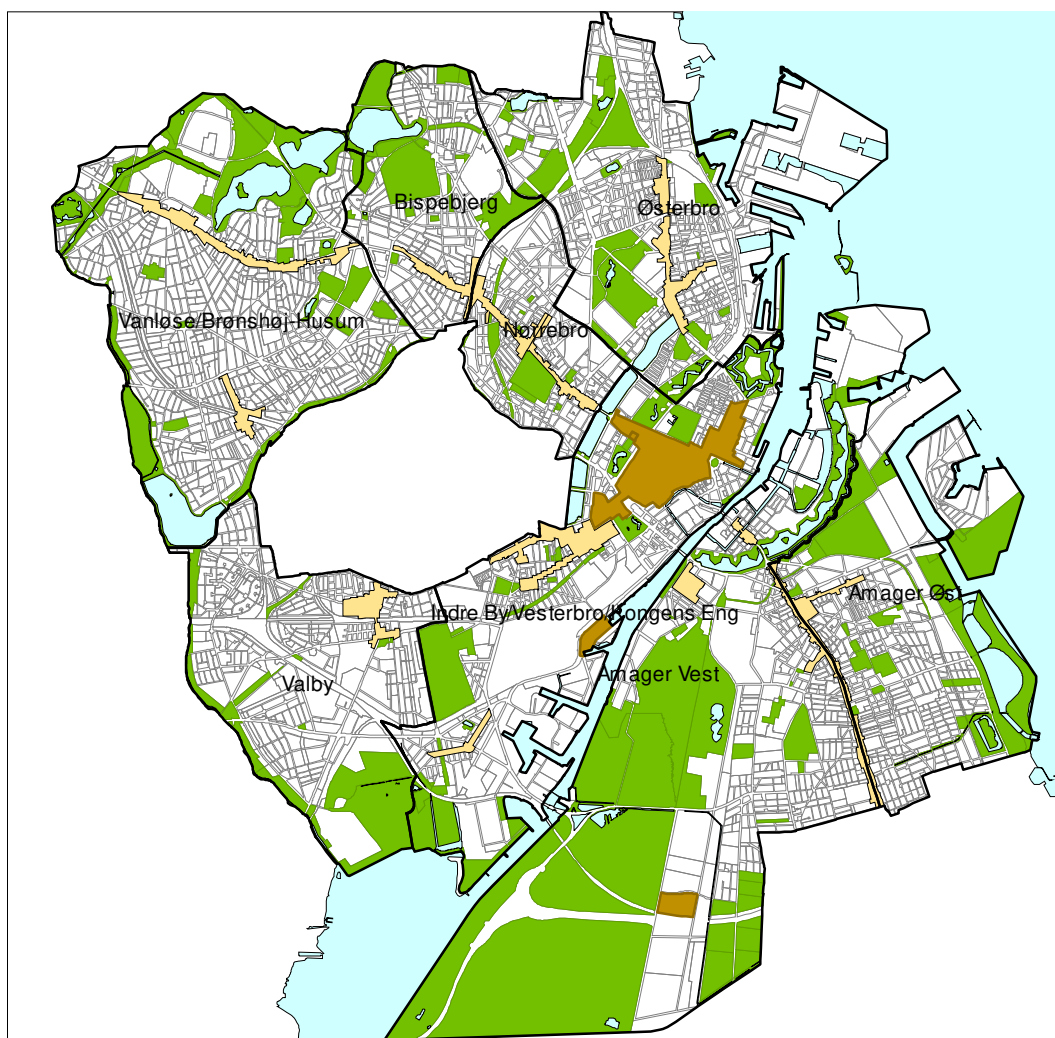 Bispebjerg
Østerbro
Vanløse/Brønshøj-Husum
Nørrebro
Amager Øst
Indre By/Vesterbro/Kongens Eng
Amager Vest
Valby